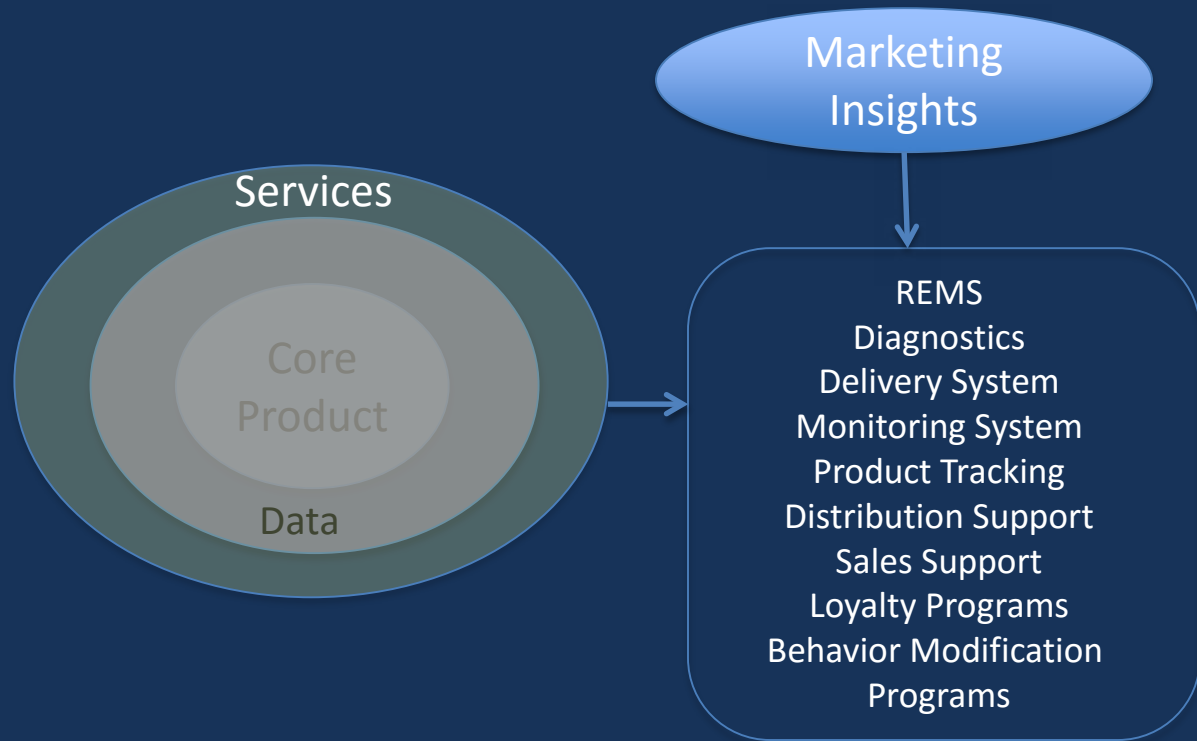 Marketing
Insights
Services
Core
Product
Data
REMS
Diagnostics
Delivery System
Monitoring System
Product Tracking
Distribution Support
Sales Support
Loyalty Programs
Behavior Modification
Programs